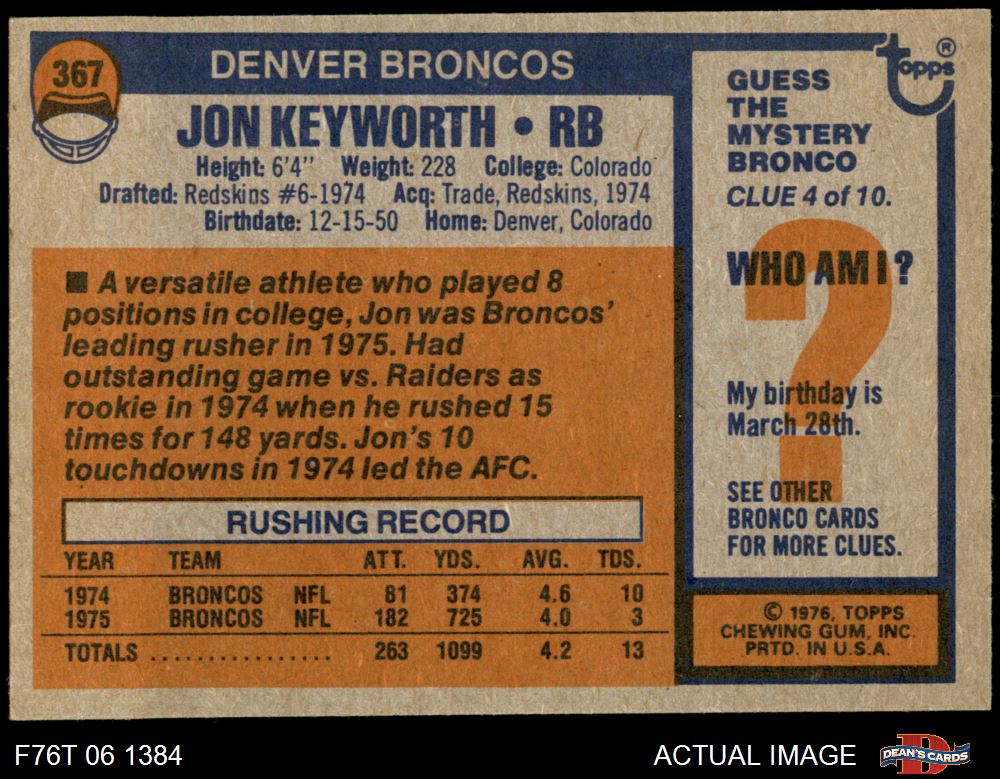 367
DENVER BRONCOS
JON KEYWORTH • RB
Height: 6'4" Weight: 228 College: Colorado
Drafted: Redskins #6-1974 Acq: Trade, Redskins, 1974
Birthdate: 12-15-50 Home: Denver, Colorado
■ A versatile athlete who played 8
positions in college, Jon was Broncos'
leading rusher in 1975. Had
outstanding game vs. Raiders as
rookie in 1974 when he rushed 15
times for 148 yards. Jon's 10
touchdowns in 1974 led the AFC.
RUSHING RECORD
YEAR TEAM ATT. YDS. AVG. TDS.
1974 BRONCOS NFL 81 374 4.6 10
1975 BRONCOS NFL 182 725 4.0 3
TOTALS ................ 263 1099 4.2 13
topps ®
GUESS
THE
MYSTERY
BRONCO
CLUE 4 of 10.
WHO AM I?
?
My birthday is
March 28th.
SEE OTHER
BRONCO CARDS
FOR MORE CLUES.
© 1976, TOPPS
CHEWING GUM, INC.
PRTD. IN U.S.A.
F76T 06 1384
ACTUAL IMAGE
D
DEAN'S CARDS